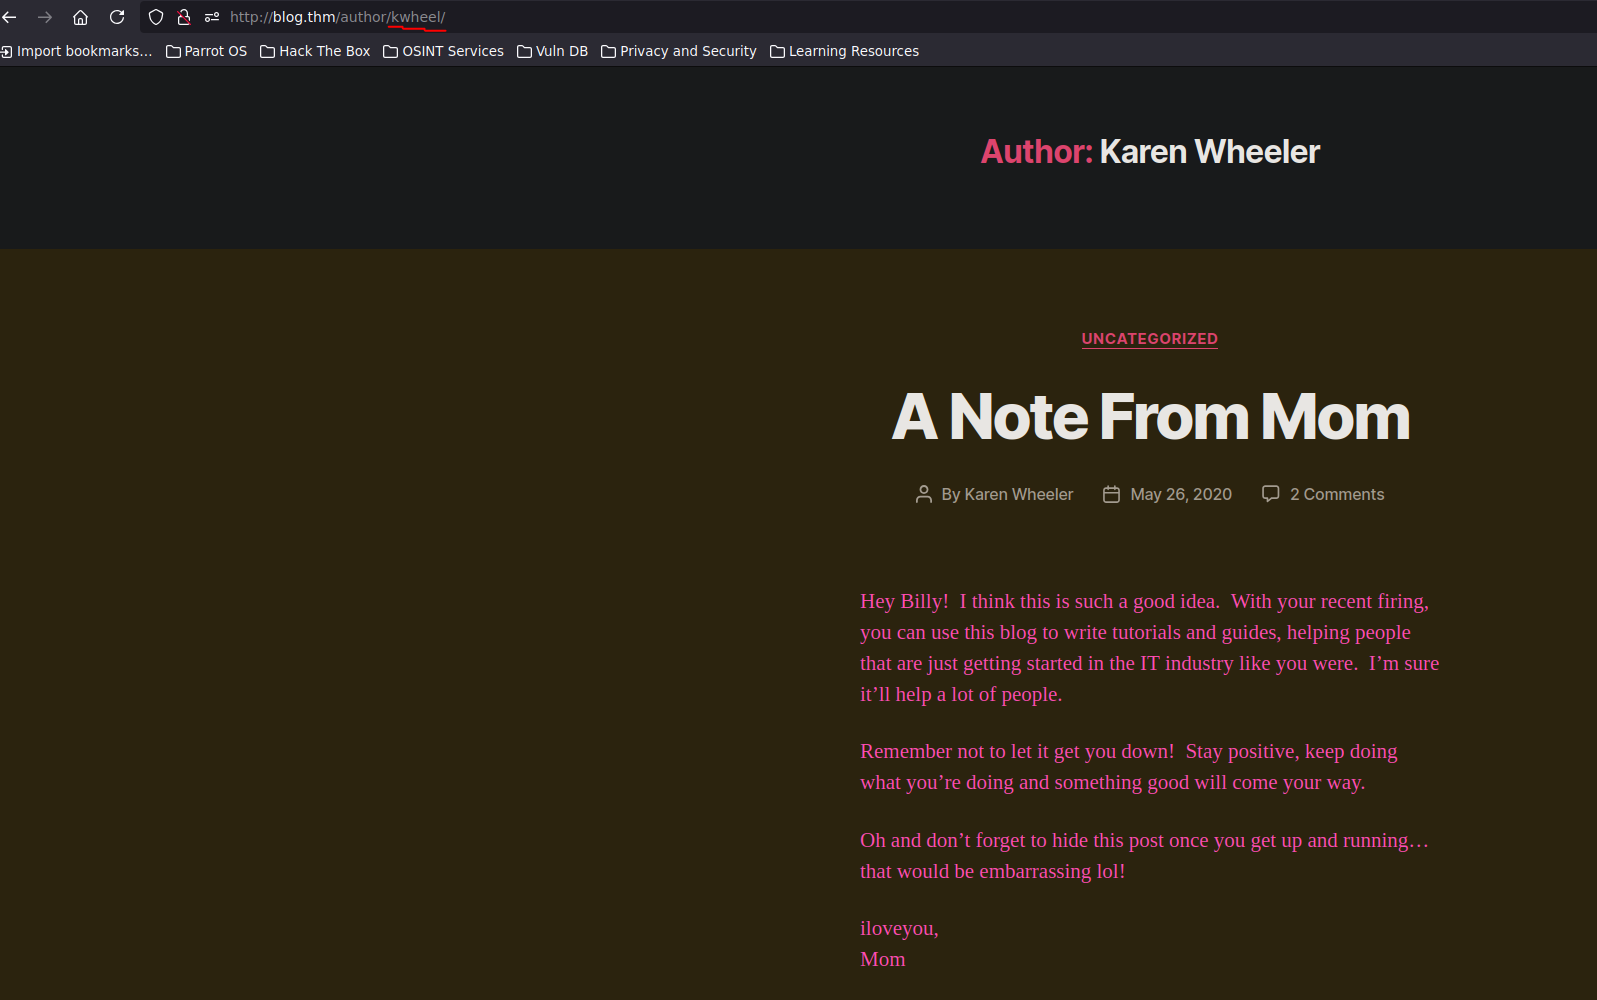 http://blog.thm/author/kwheel/
Import bookmarks... Parrot OS Hack The Box OSINT Services Vuln DB Privacy and Security Learning Resources
Author: Karen Wheeler
UNCATEGORIZED
A Note From Mom
By Karen Wheeler May 26, 2020 2 Comments
Hey Billy!  I think this is such a good idea.  With your recent firing,
you can use this blog to write tutorials and guides, helping people
that are just getting started in the IT industry like you were.  I’m sure
it’ll help a lot of people.
Remember not to let it get you down!  Stay positive, keep doing
what you’re doing and something good will come your way.
Oh and don’t forget to hide this post once you get up and running…
that would be embarrassing lol!
iloveyou,
Mom